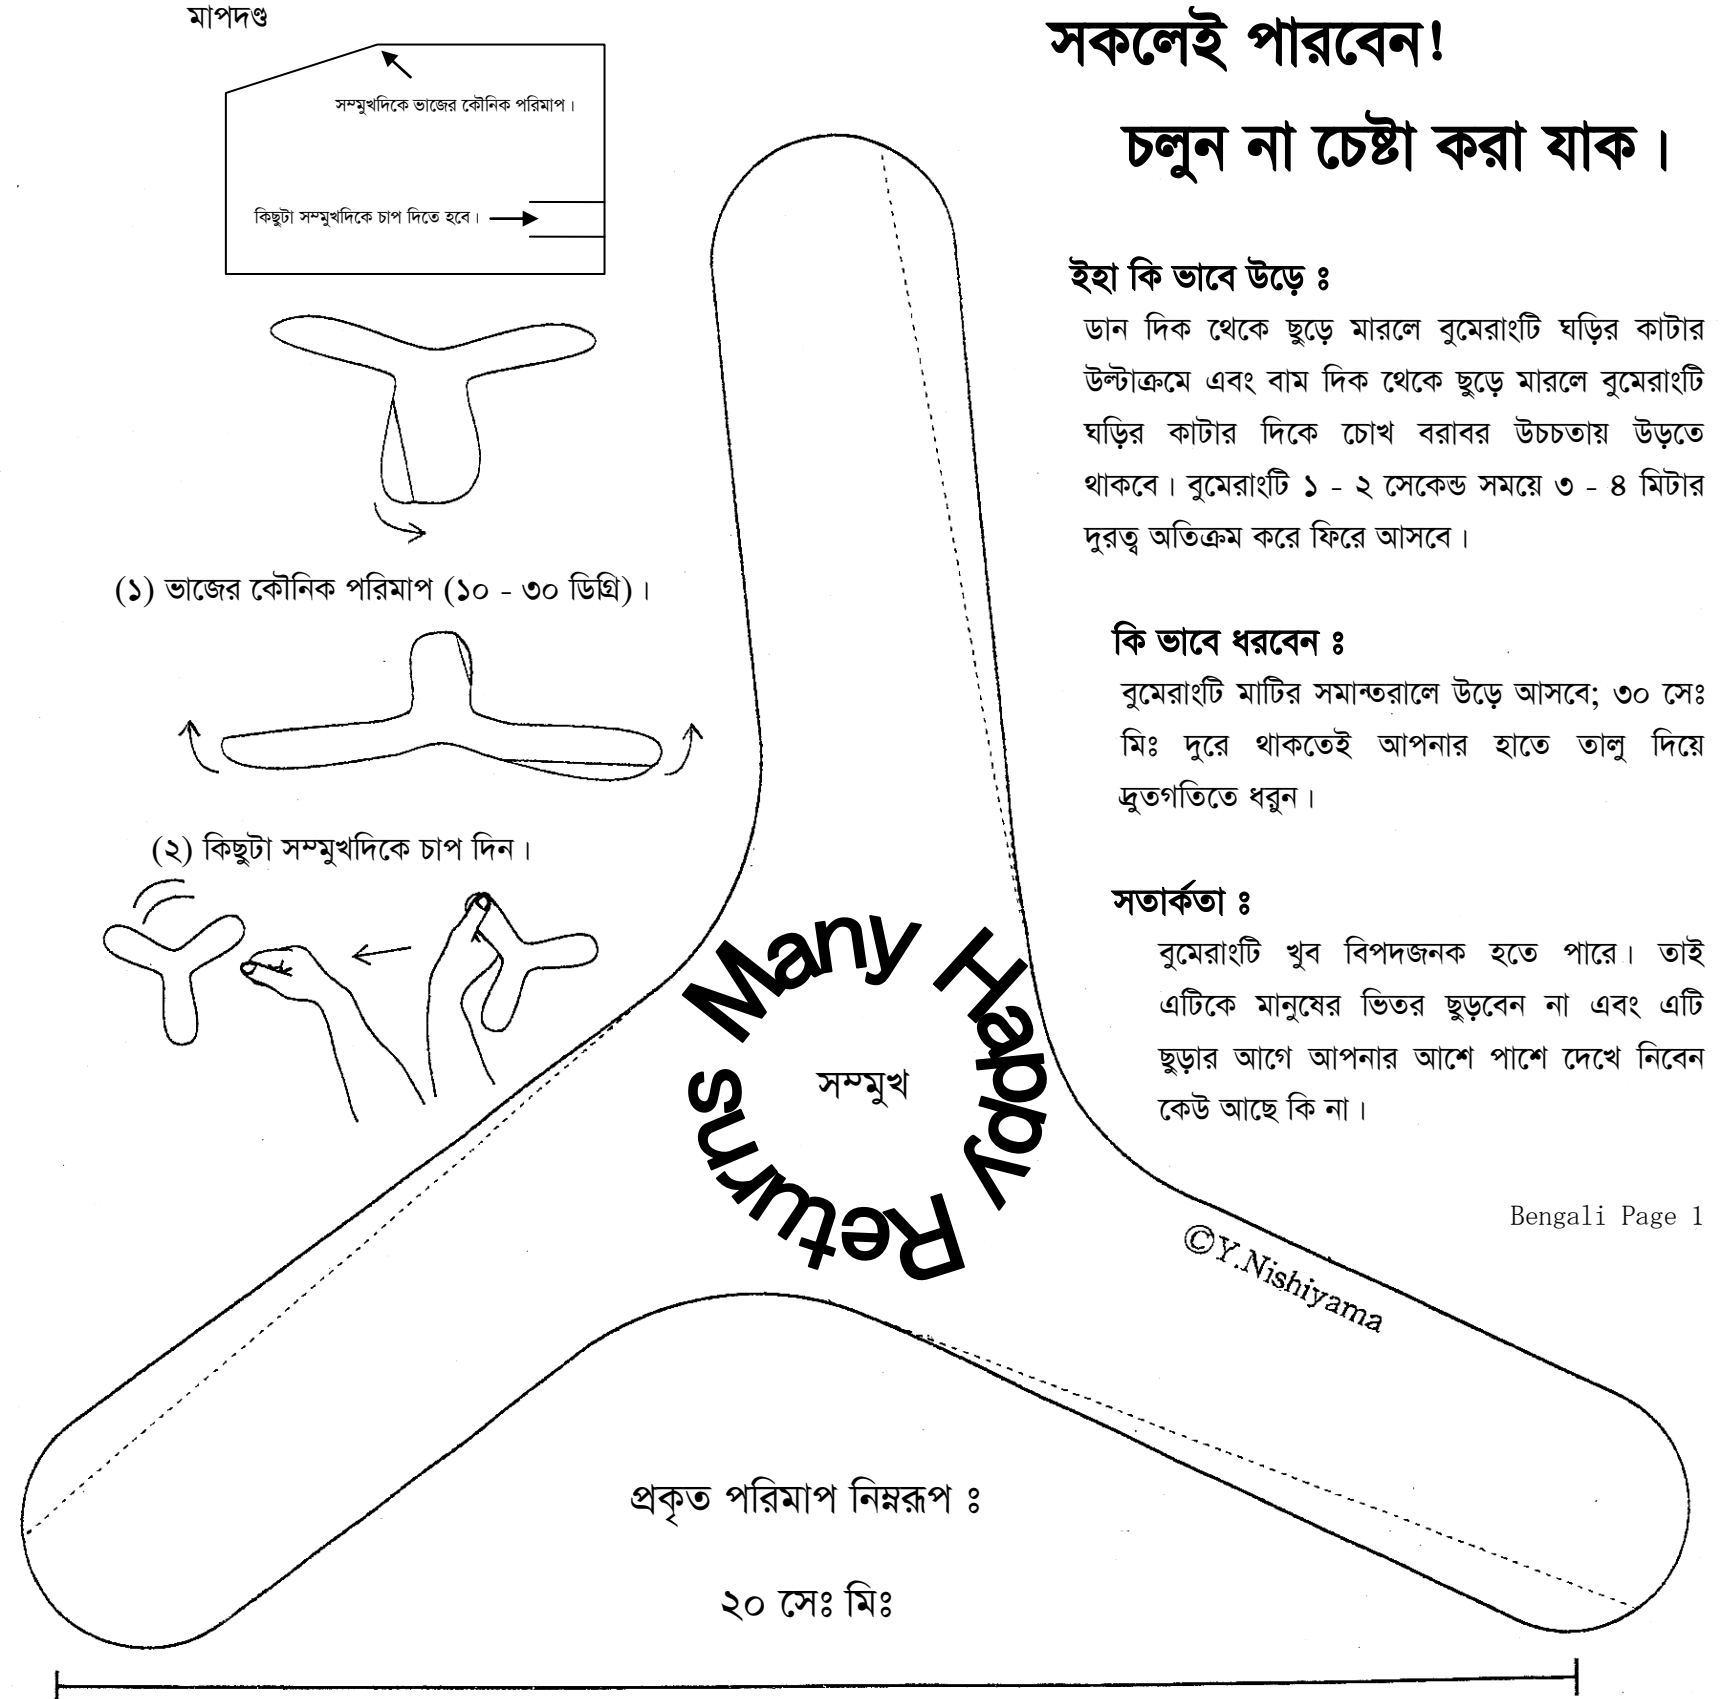 মাপদণ্ড
সম্মুখদিকে ভাজের কৌনিক পরিমাপ।
কিছুটা সম্মুখদিকে চাপ দিতে হবে।
(১) ভাজের কৌনিক পরিমাপ (১০ - ৩০ ডিগ্রি)।
(২) কিছুটা সম্মুখদিকে চাপ দিন।
সকলেই পারবেন!
চলুন না চেষ্টা করা যাক।
ইহা কি ভাবে উড়ে ঃ
ডান দিক থেকে ছুড়ে মারলে বুমেরাংটি ঘড়ির কাটার
উল্টাক্রমে এবং বাম দিক থেকে ছুড়ে মারলে বুমেরাংটি
ঘড়ির কাটার দিকে চোখ বরাবর উচচতায় উড়তে
থাকবে। বুমেরাংটি ১ - ২ সেকেন্ড সময়ে ৩ - ৪ মিটার
দুরত্ব অতিক্রম করে ফিরে আসবে।
কি ভাবে ধরবেন ঃ
বুমেরাংটি মাটির সমান্তরালে উড়ে আসবে; ৩০ সেঃ
মিঃ দুরে থাকতেই আপনার হাতে তালু দিয়ে
দ্রুতগতিতে ধরুন।
সতার্কতা ঃ
বুমেরাংটি খুব বিপদজনক হতে পারে। তাই
এটিকে মানুষের ভিতর ছুড়বেন না এবং এটি
ছুড়ার আগে আপনার আশে পাশে দেখে নিবেন
কেউ আছে কি না।
Bengali Page 1
Many Happy Returns
সম্মুখ
©Y.Nishiyama
প্রকৃত পরিমাপ নিম্নরূপ ঃ
২০ সেঃ মিঃ